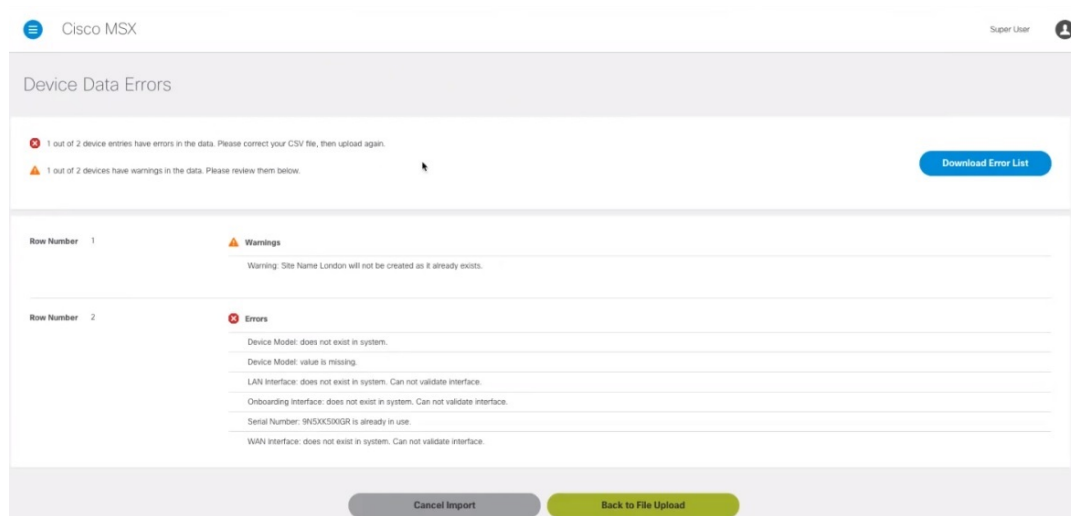 Cisco MSX
Super User
Device Data Errors
1 out of 2 device entries have errors in the data. Please correct your CSV file, then upload again.
1 out of 2 devices have warnings in the data. Please review them below.
Download Error List
Row Number 1
Warnings
Warning: Site Name London will not be created as it already exists.
Row Number 2
Errors
Device Model: does not exist in system.
Device Model: value is missing.
LAN Interface: does not exist in system. Can not validate interface.
Onboarding Interface: does not exist in system. Can not validate interface.
Serial Number: 9N5XK5IXIGR is already in use.
WAN Interface: does not exist in system. Can not validate interface.
Cancel Import
Back to File Upload